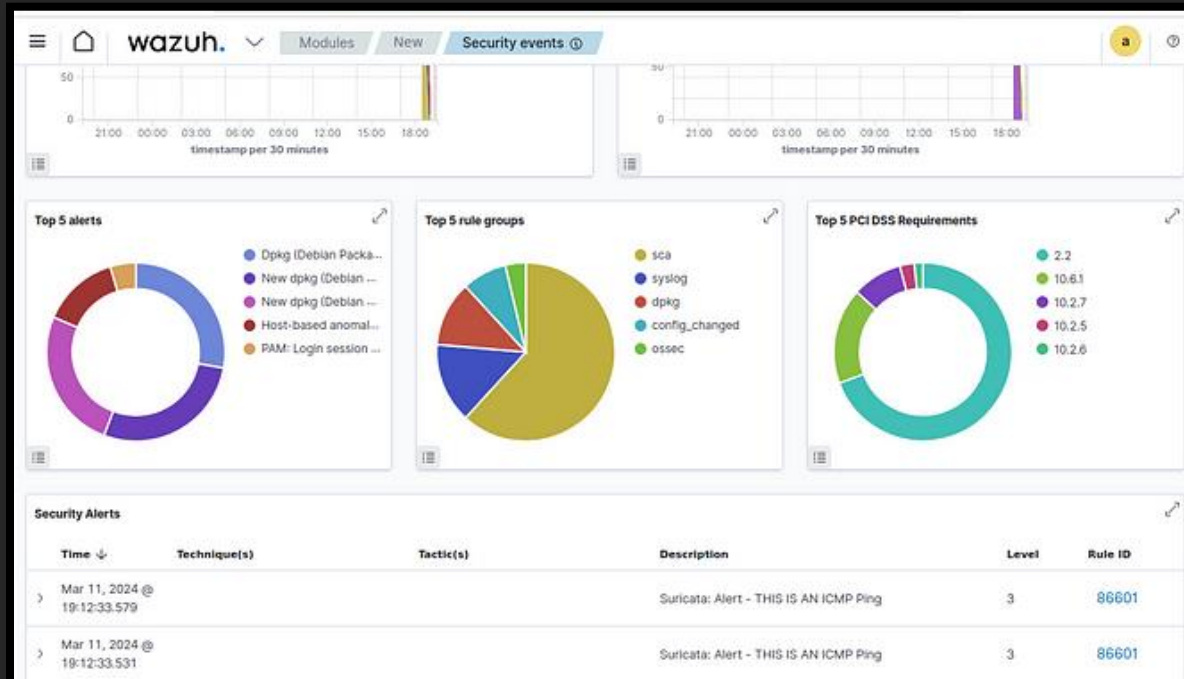 wazuh. Modules New Security events
a
50
0
21:00 00:00 03:00 06:00 09:00 12:00 15:00 18:00
timestamp per 30 minutes
50
0
21:00 00:00 03:00 06:00 09:00 12:00 15:00 18:00
timestamp per 30 minutes
Top 5 alerts
Dpkg (Debian Packa...
New dpkg (Debian ...
New dpkg (Debian ...
Host-based anomal...
PAM: Login session ...
Top 5 rule groups
sca
syslog
dpkg
config_changed
ossec
Top 5 PCI DSS Requirements
2.2
10.6.1
10.2.7
10.2.5
10.2.6
Security Alerts
Time Technique(s) Tactic(s) Description Level Rule ID
Mar 11, 2024 @
19:12:33.579
Suricata: Alert - THIS IS AN ICMP Ping 3 86601
Mar 11, 2024 @
19:12:33.531
Suricata: Alert - THIS IS AN ICMP Ping 3 86601